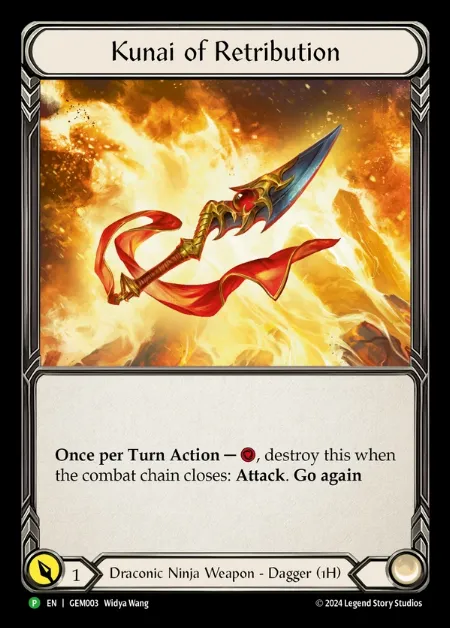 Kunai of Retribution
Once per Turn Action — , destroy this when
the combat chain closes: Attack. Go again
1
Draconic Ninja Weapon - Dagger (1H)
P EN | GEM003 Widya Wang
© 2024 Legend Story Studios